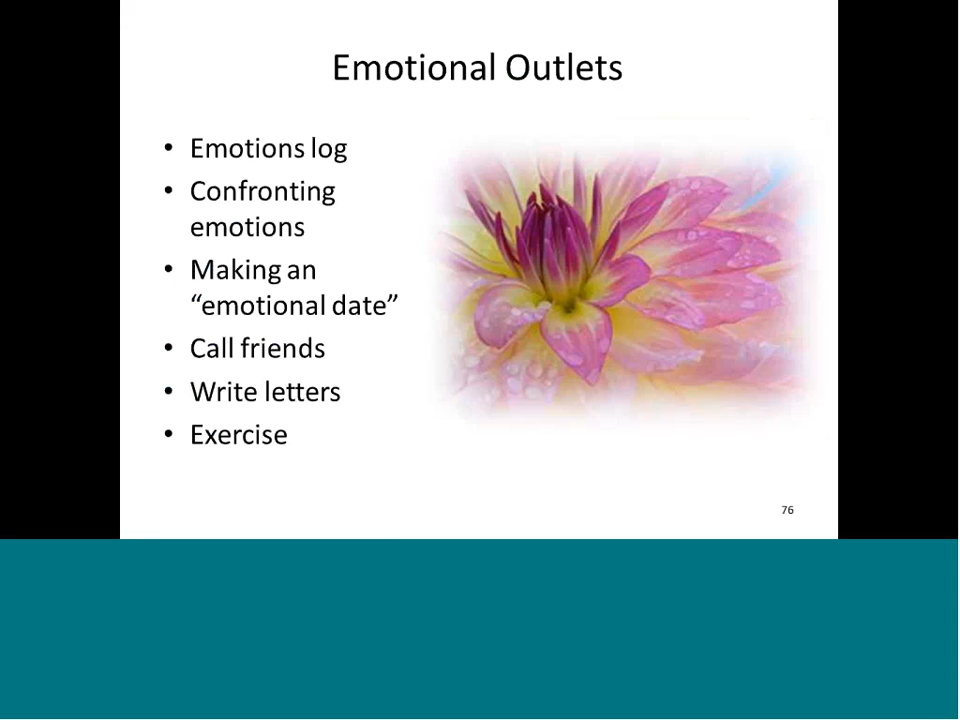 Emotional Outlets
• Emotions log
• Confronting
emotions
• Making an
“emotional date”
• Call friends
• Write letters
• Exercise
76